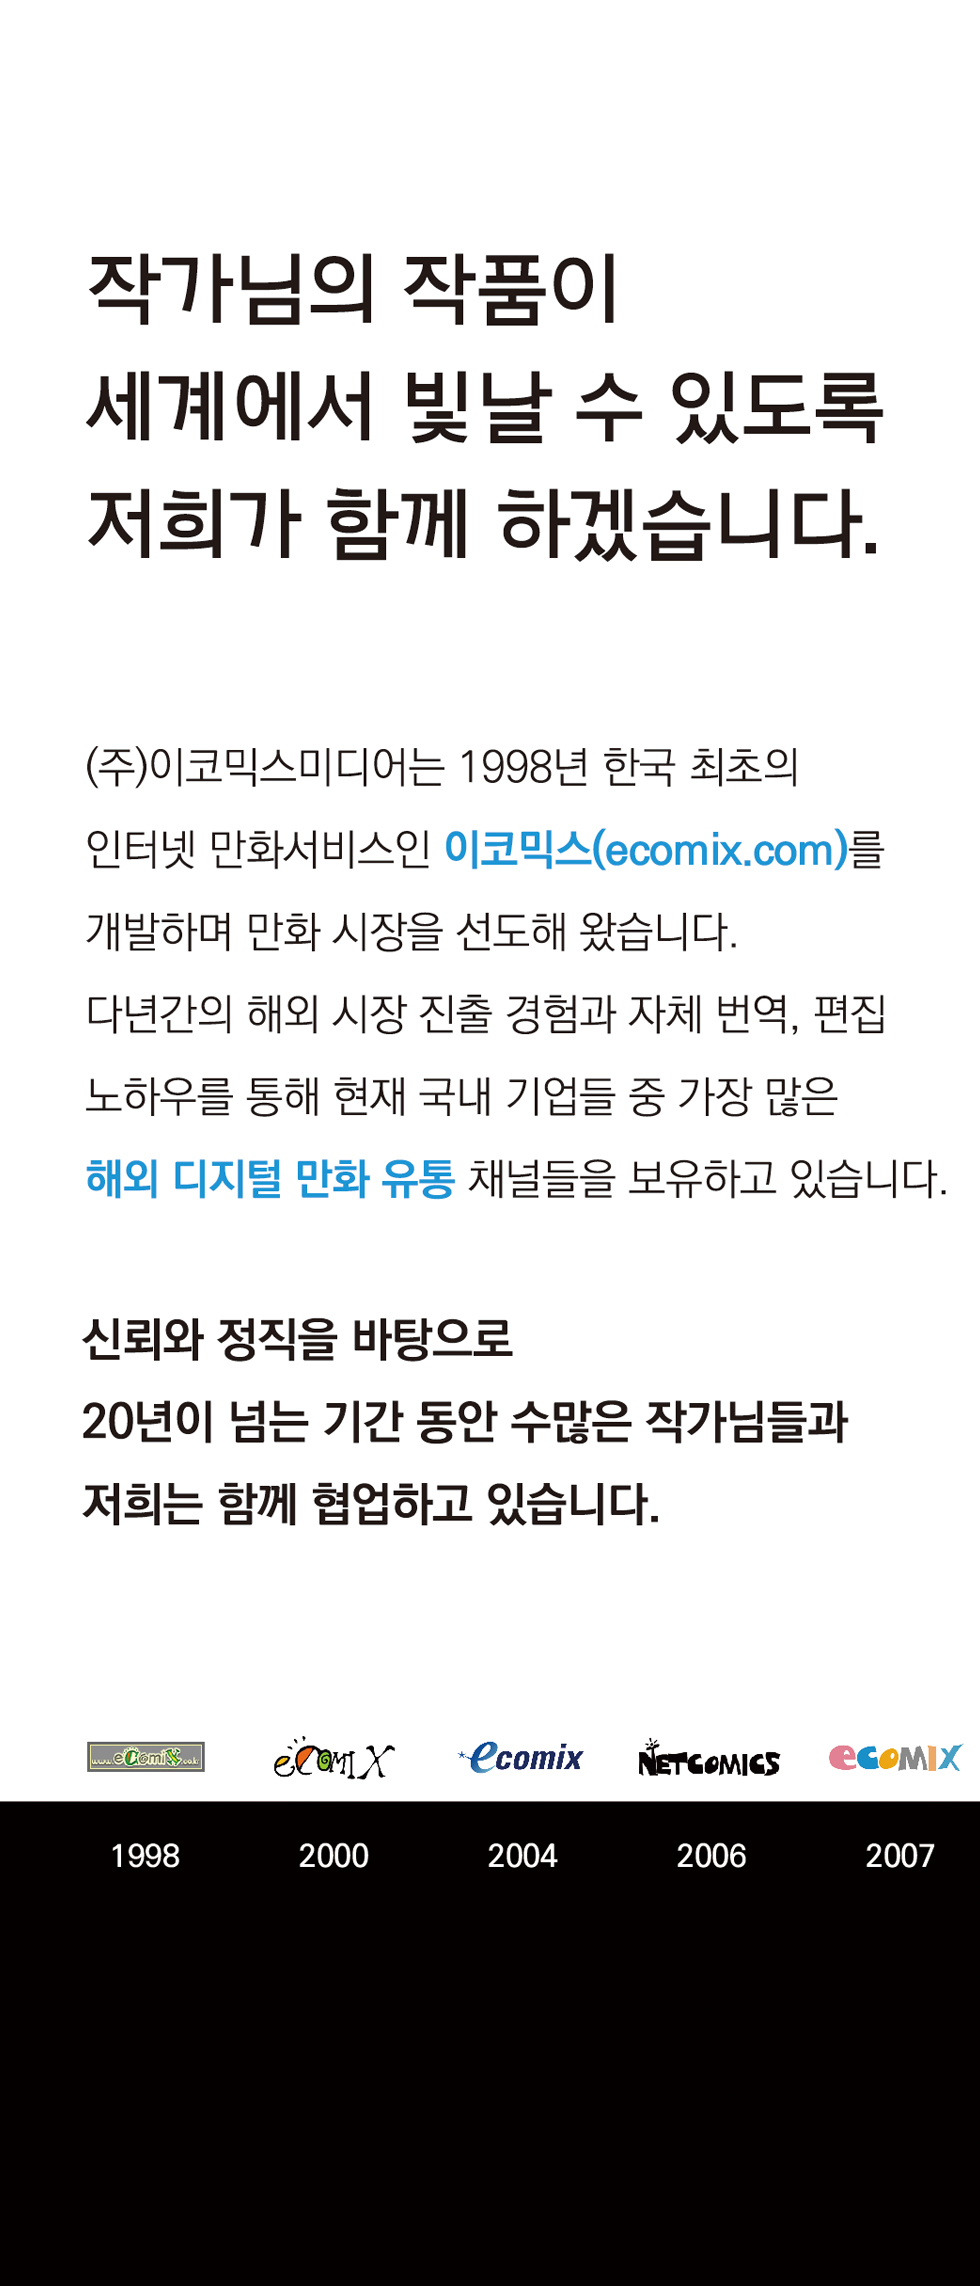 작가님의 작품이
세계에서 빛날 수 있도록
저희가 함께 하겠습니다.
(주)이코믹스미디어는 1998년 한국 최초의
인터넷 만화서비스인 이코믹스(ecomix.com)를
개발하며 만화 시장을 선도해 왔습니다.
다년간의 해외 시장 진출 경험과 자체 번역, 편집
노하우를 통해 현재 국내 기업들 중 가장 많은
해외 디지털 만화 유통 채널들을 보유하고 있습니다.
신뢰와 정직을 바탕으로
20년이 넘는 기간 동안 수많은 작가님들과
저희는 함께 협업하고 있습니다.
www.eComiX.co.kr eCOMIX ecomix NETCOMICS eCOMIX
1998 2000 2004 2006 2007